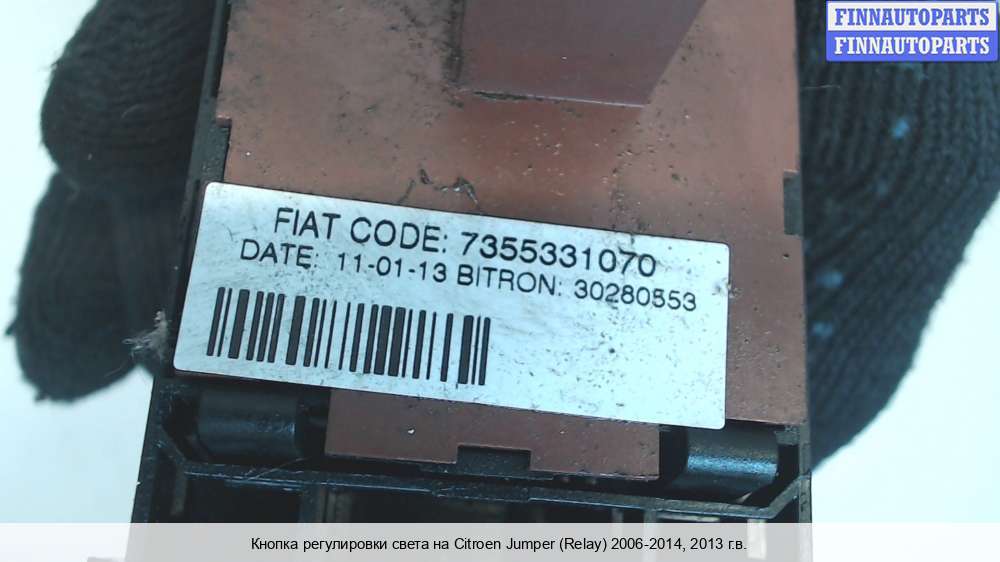 FINNAUTOPARTS
FINNAUTOPARTS
FIAT CODE: 7355331070
DATE: 11-01-13 BITRON: 30280553
Кнопка регулировки света на Citroen Jumper (Relay) 2006-2014, 2013 г.в.